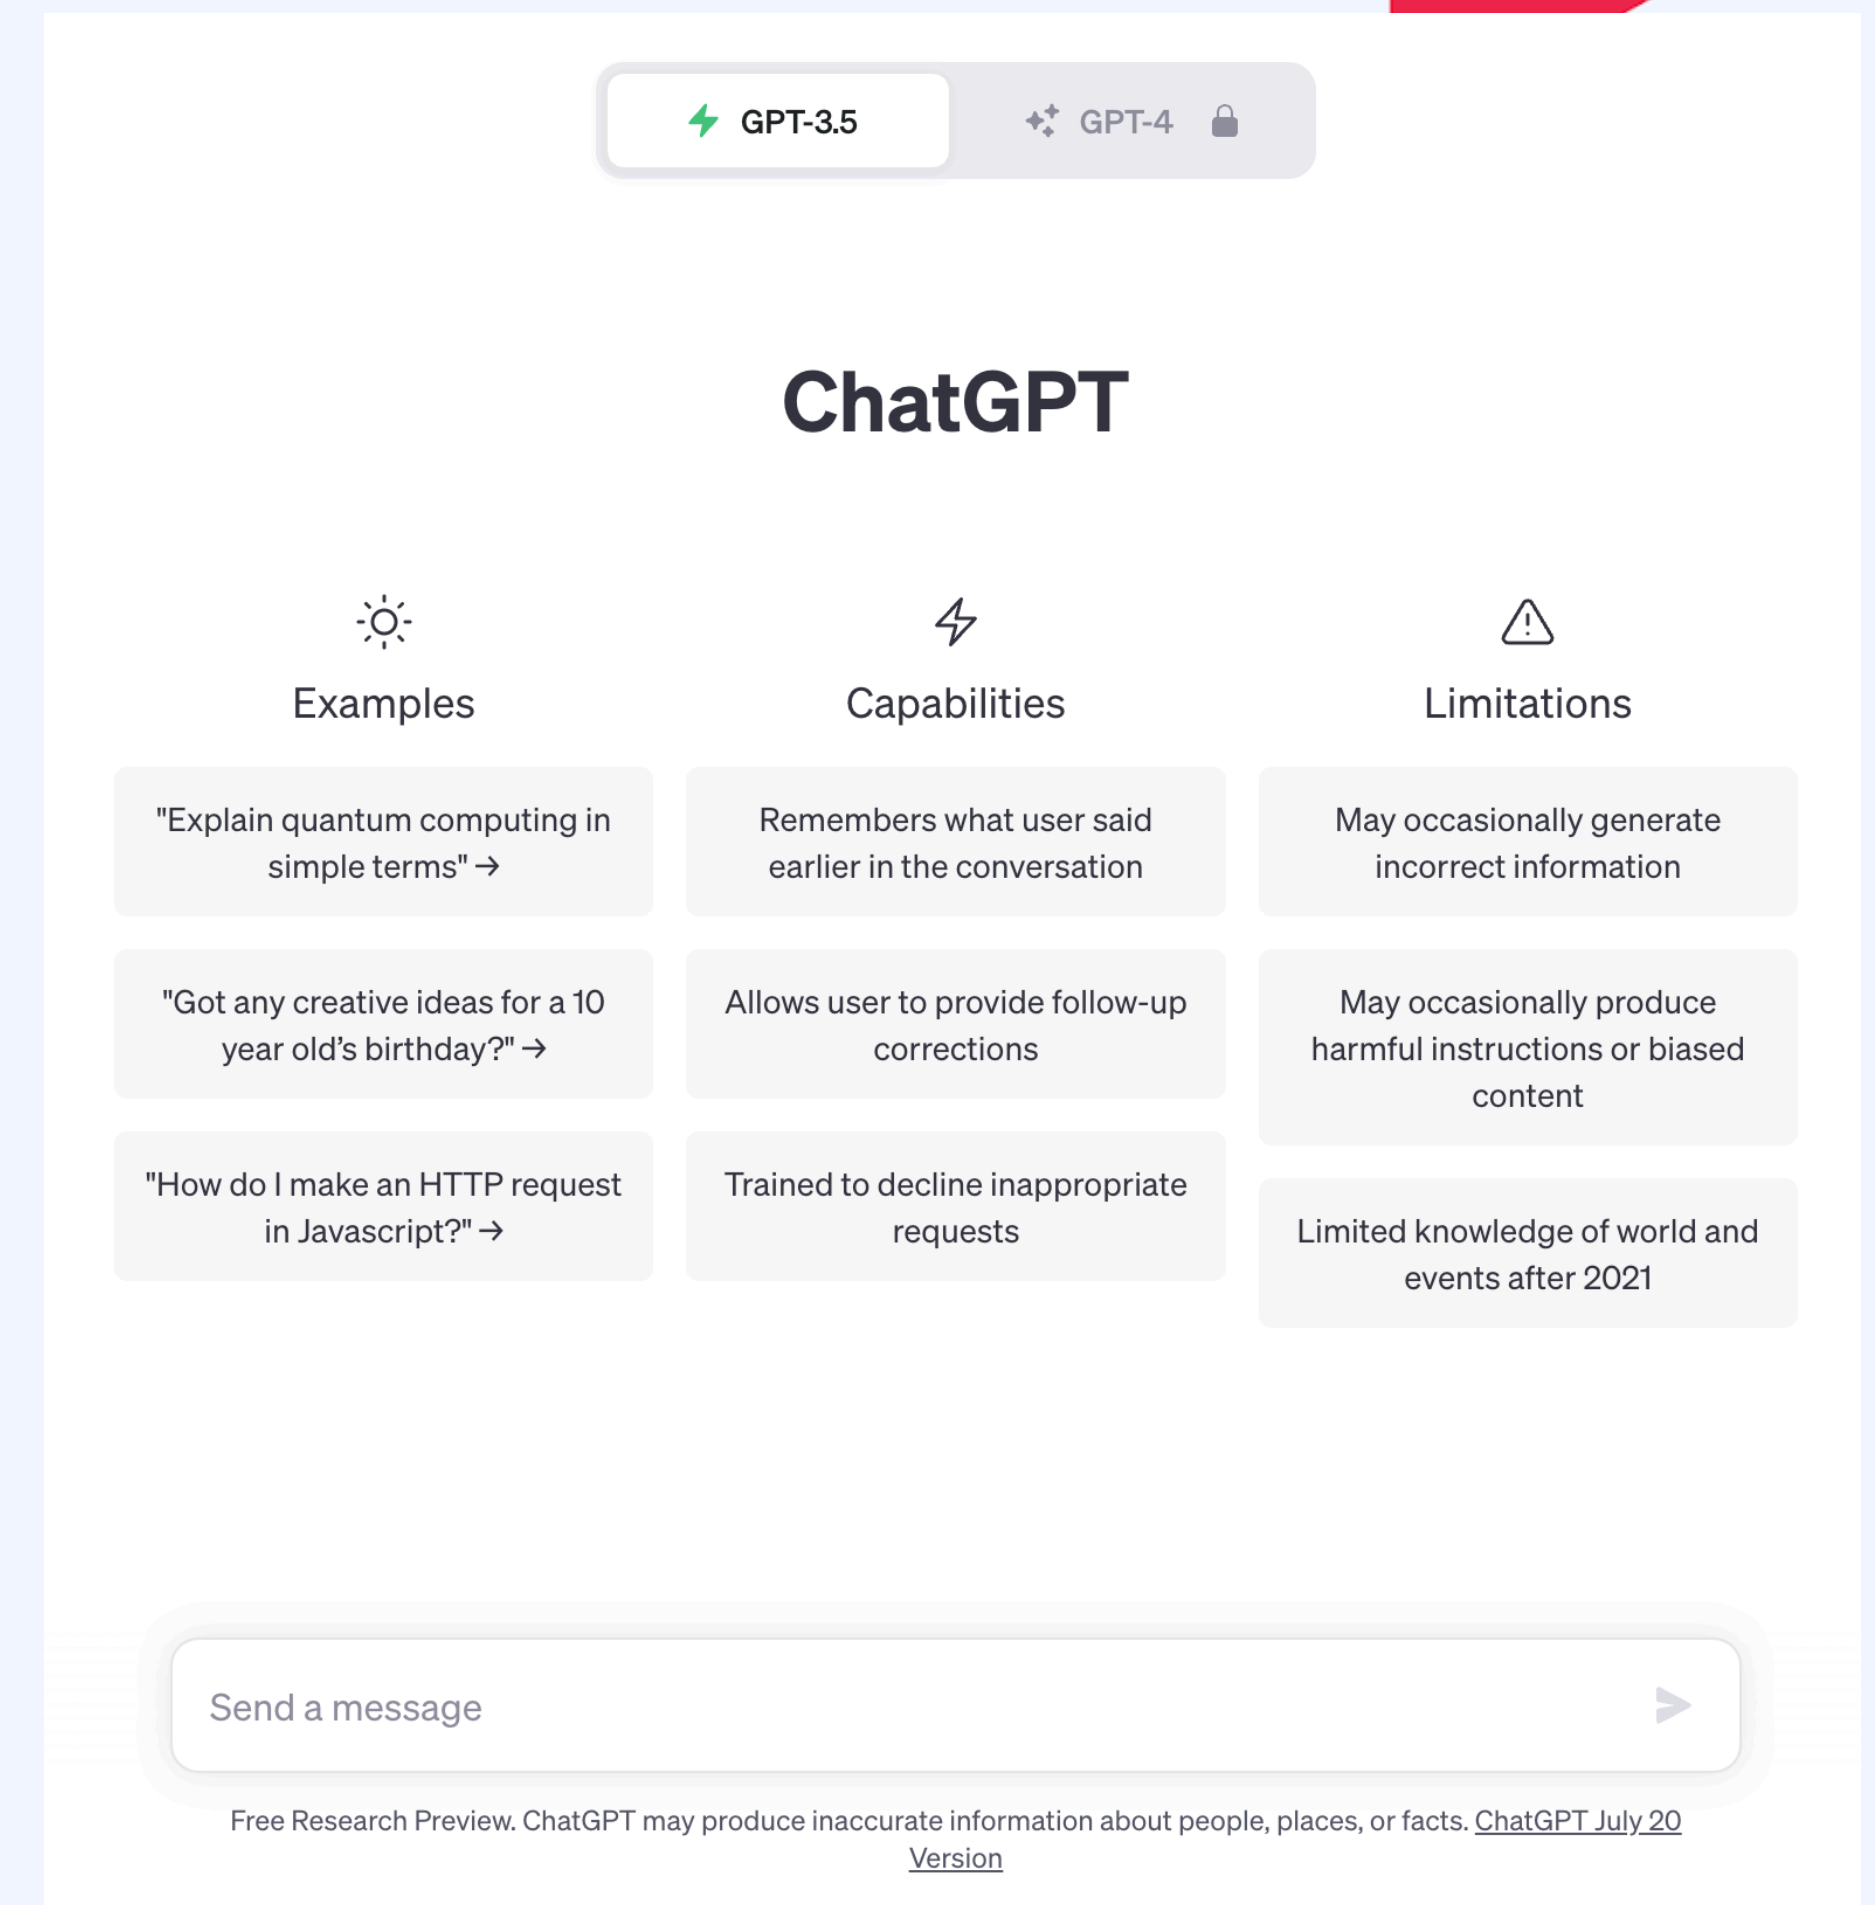 GPT-3.5
GPT-4
ChatGPT
Examples
"Explain quantum computing in
simple terms" →
"Got any creative ideas for a 10
year old’s birthday?" →
"How do I make an HTTP request
in Javascript?" →
Capabilities
Remembers what user said
earlier in the conversation
Allows user to provide follow-up
corrections
Trained to decline inappropriate
requests
Limitations
May occasionally generate
incorrect information
May occasionally produce
harmful instructions or biased
content
Limited knowledge of world and
events after 2021
Send a message
Free Research Preview. ChatGPT may produce inaccurate information about people, places, or facts. ChatGPT July 20
Version